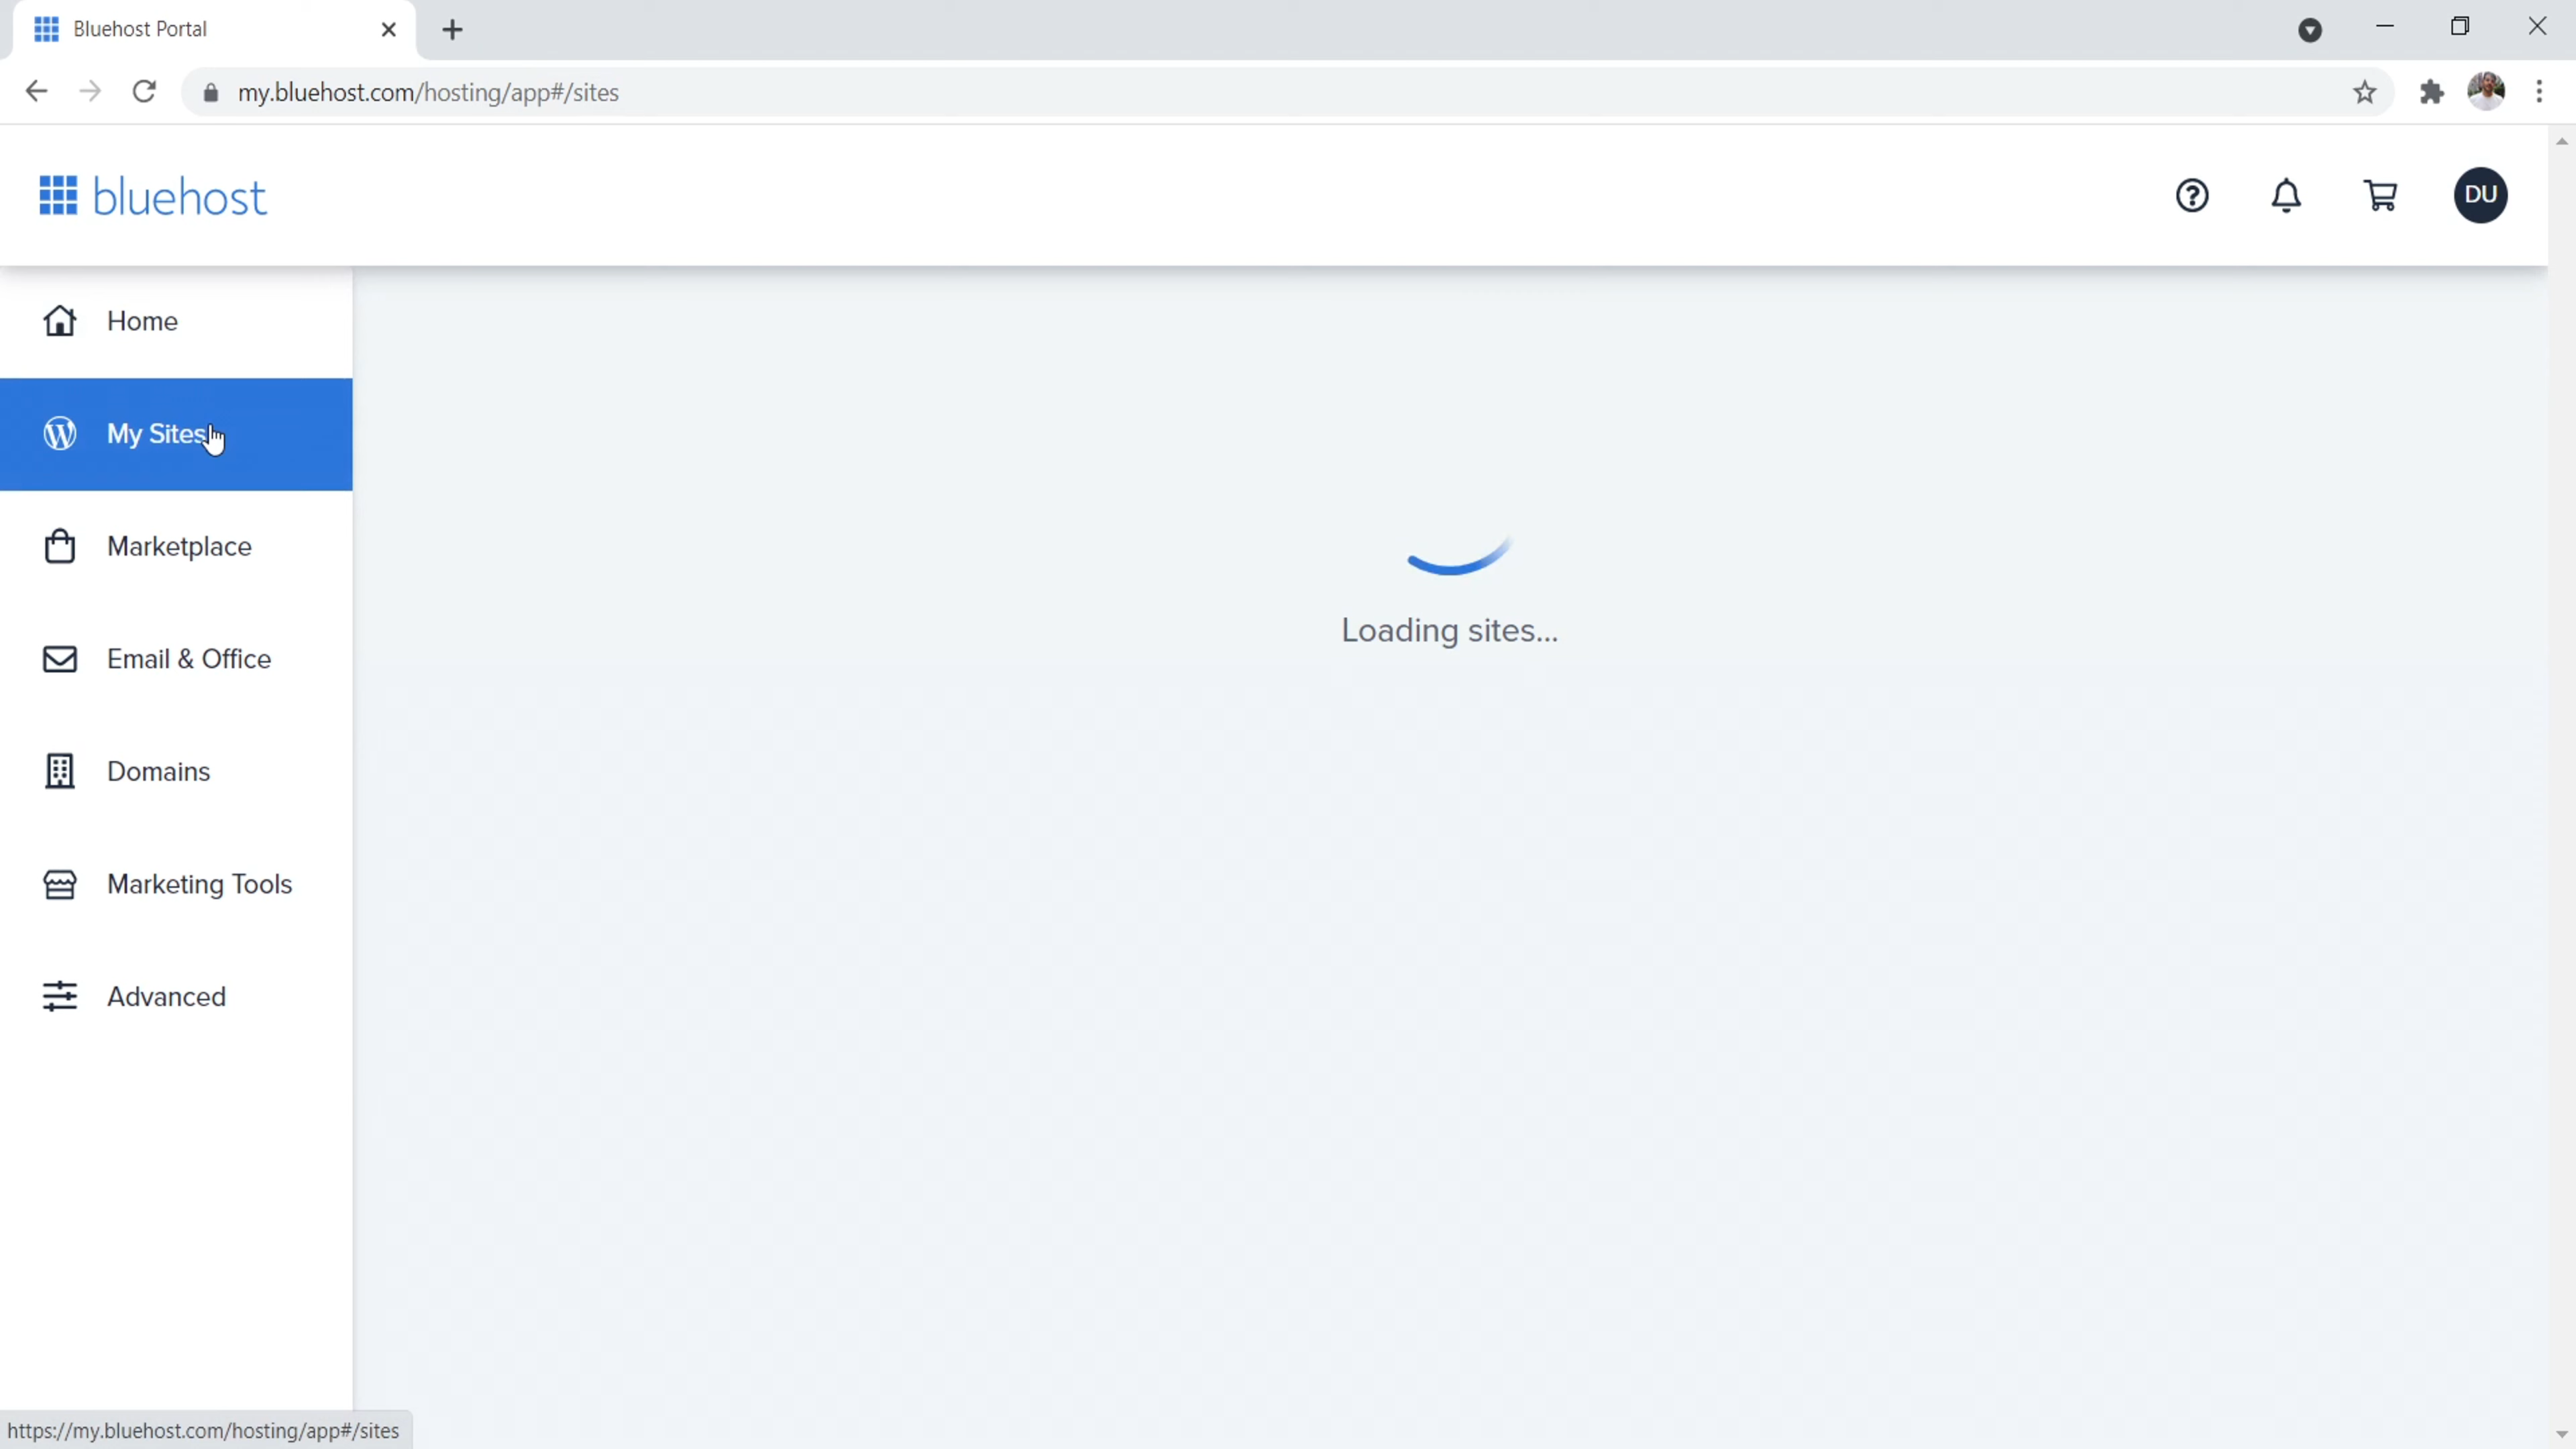 Bluehost Portal
my.bluehost.com/hosting/app#/sites
bluehost
DU
Home
My Sites
Marketplace
Email & Office
Domains
Marketing Tools
Advanced
Loading sites...
https://my.bluehost.com/hosting/app#/sites